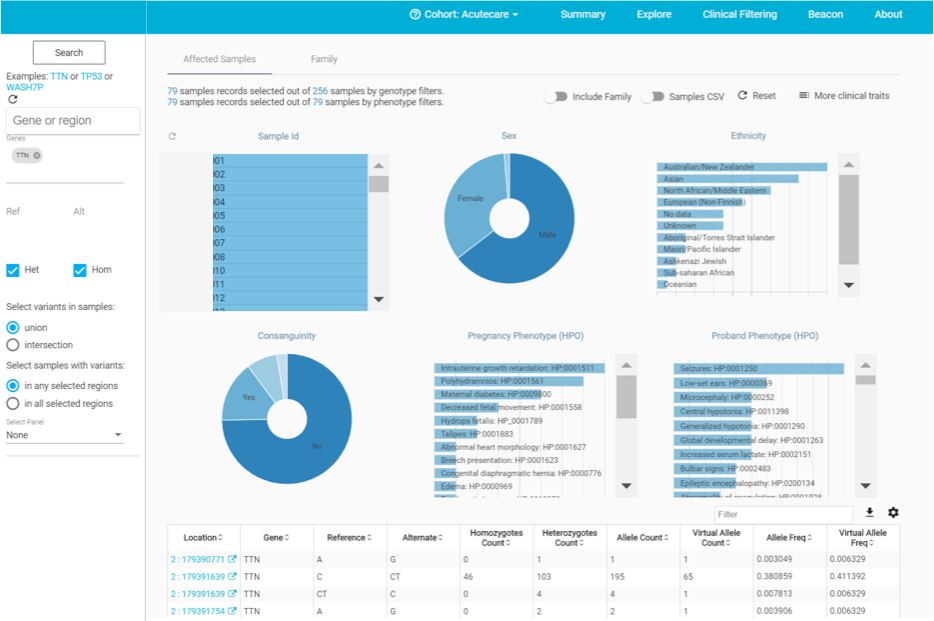 Cohort: Acutecare Summary Explore Clinical Filtering Beacon About
Search
Examples: TTN or TP53 or
WASH7P
Gene or region
Genes
TTN
Ref Alt
Het Hom
Select variants in samples:
union
intersection
Select samples with variants:
in any selected regions
in all selected regions
Select Panel
None
Affected Samples Family
79 samples records selected out of 256 samples by genotype filters.
79 samples records selected out of 79 samples by phenotype filters.
Include Family Samples CSV Reset More clinical traits
Sample Id
001
002
003
004
005
006
007
008
010
011
012
Sex
Female
Male
Ethnicity
Australian/New Zealander
Asian
North African/Middle Eastern
European (Non-Finnish)
No data
Unknown
Aboriginal/Torres Strait Islander
Maori/Pacific Islander
Ashkenazi Jewish
Sub-saharan African
Oceanian
Consanguinity
Yes
No
Pregnancy Phenotype (HPO)
Intrauterine growth retardation: HP:0001511
Polyhydramnios: HP:0001561
Maternal diabetes: HP:0009800
Decreased fetal movement: HP:0001558
Hydrops fetalis: HP_0001789
Talipes: HP:0001883
Abnormal heart morphology: HP:0001627
Breech presentation: HP:0001623
Congenital diaphragmatic hernia: HP:0000776
Edema: HP:0000969
Proband Phenotype (HPO)
Seizures: HP:0001250
Low-set ears: HP:0000369
Microcephaly: HP:0000252
Central hypotonia: HP:0011398
Generalized hypotonia: HP:0001290
Global developmental delay: HP:0001263
Increased serum lactate: HP:0002151
Bulbar signs: HP:0002483
Epileptic encephalopathy: HP:0200134
Abnormality of coagulation: HP:0001928
Filter
Location Gene Reference Alternate Homozygotes Count Heterozygotes Count Allele Count Virtual Allele Count Allele Freq Virtual Allele Freq
2 : 179390771 TTN A G 0 1 1 1 0.003049 0.006329
2 : 179391639 TTN C CT 46 103 195 65 0.380859 0.411392
2 : 179391639 TTN CT C 0 4 4 1 0.007813 0.006329
2 : 179391754 TTN A G 0 2 2 1 0.003906 0.006329